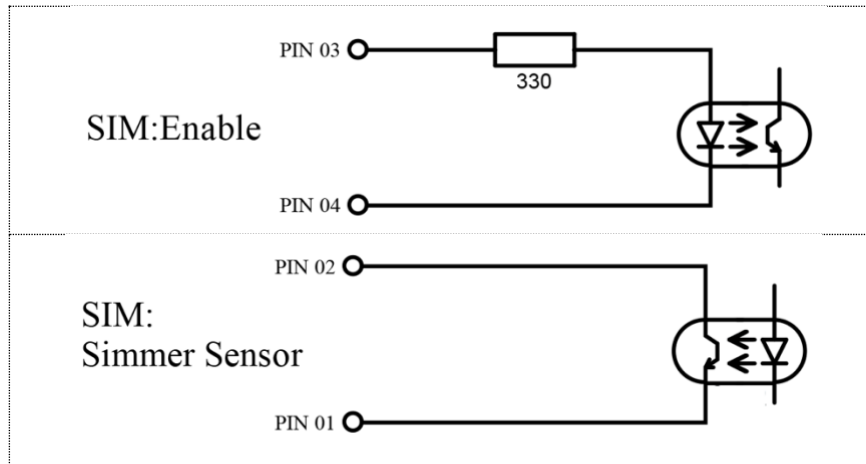 PIN 03
330
SIM:Enable
PIN 04
PIN 02
SIM:
Simmer Sensor
PIN 01